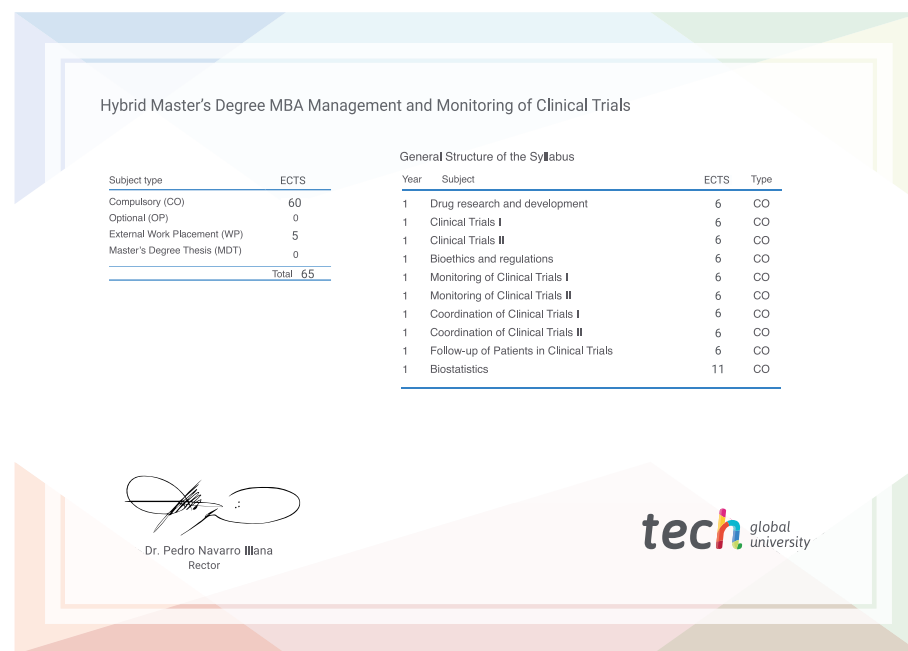 Hybrid Master's Degree MBA Management and Monitoring of Clinical Trials
Subject type ECTS
Compulsory (CO) 60
Optional (OP) 0
External Work Placement (WP) 5
Master's Degree Thesis (MDT) 0
Total 65
General Structure of the Syllabus
Year Subject ECTS Type
1 Drug research and development 6 CO
1 Clinical Trials I 6 CO
1 Clinical Trials II 6 CO
1 Bioethics and regulations 6 CO
1 Monitoring of Clinical Trials I 6 CO
1 Monitoring of Clinical Trials II 6 CO
1 Coordination of Clinical Trials I 6 CO
1 Coordination of Clinical Trials II 6 CO
1 Follow-up of Patients in Clinical Trials 6 CO
1 Biostatistics 11 CO
Dr. Pedro Navarro Illana
Rector
tech global
university